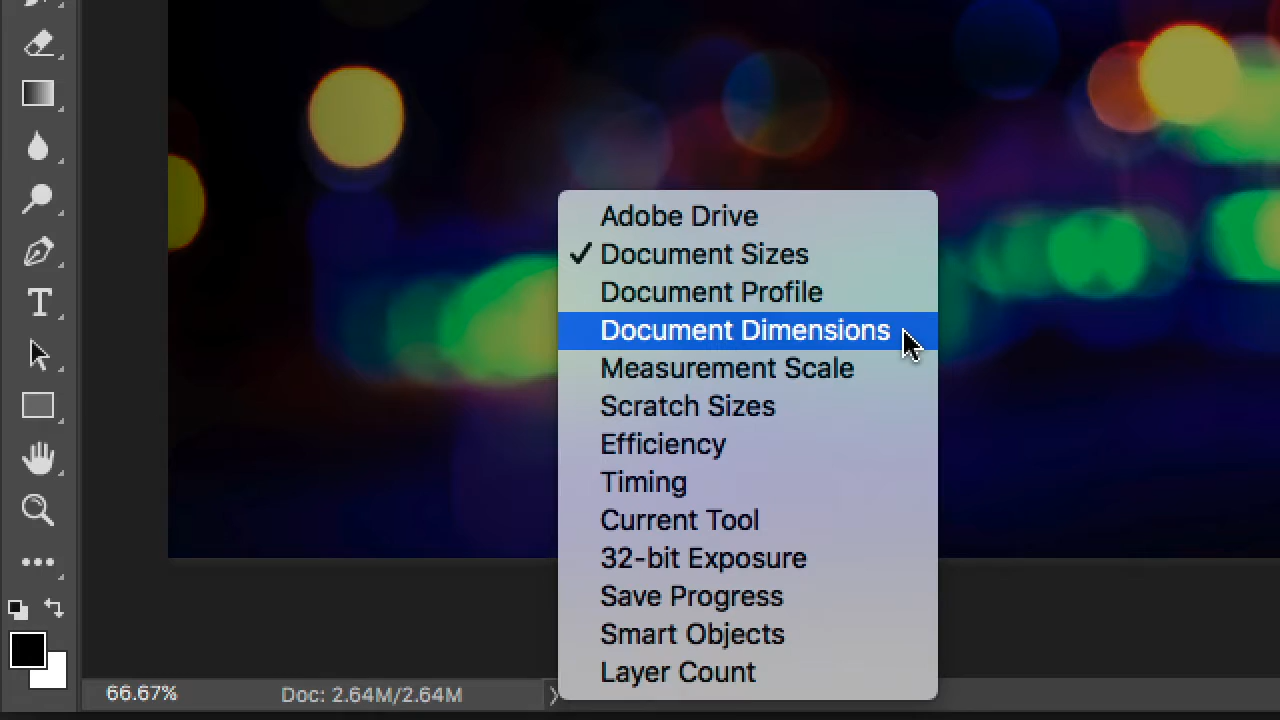 Adobe Drive
✓ Document Sizes
Document Profile
Document Dimensions
Measurement Scale
Scratch Sizes
Efficiency
Timing
Current Tool
32-bit Exposure
Save Progress
Smart Objects
Layer Count
66.67% Doc: 2.64M/2.64M